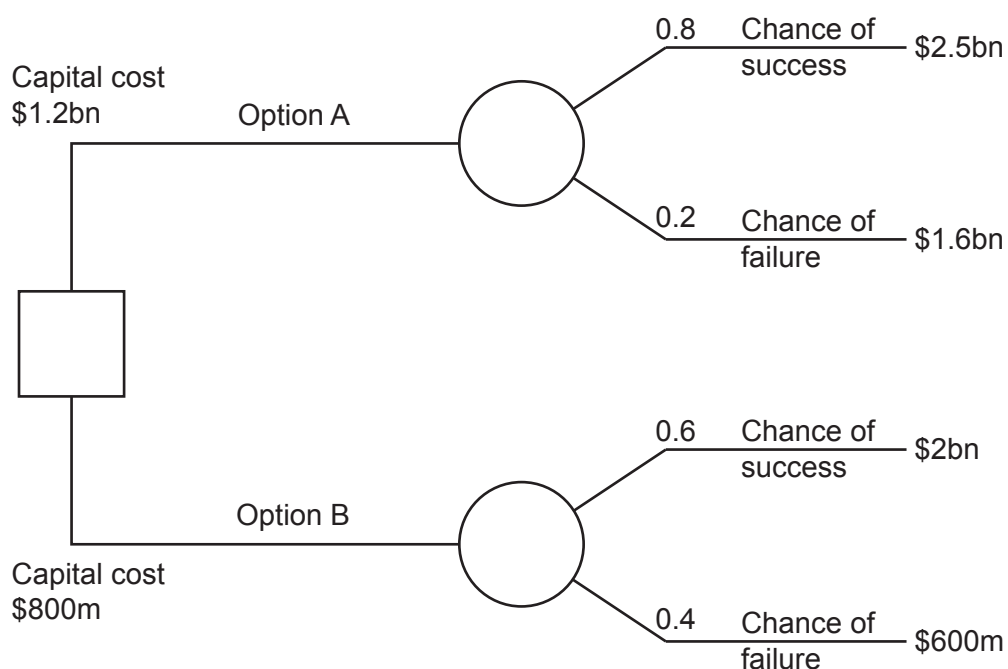 0.8 Chance of success $2.5bn
Capital cost
$1.2bn
Option A
0.2 Chance of failure $1.6bn
0.6 Chance of success $2bn
Option B
Capital cost
$800m
0.4 Chance of failure $600m